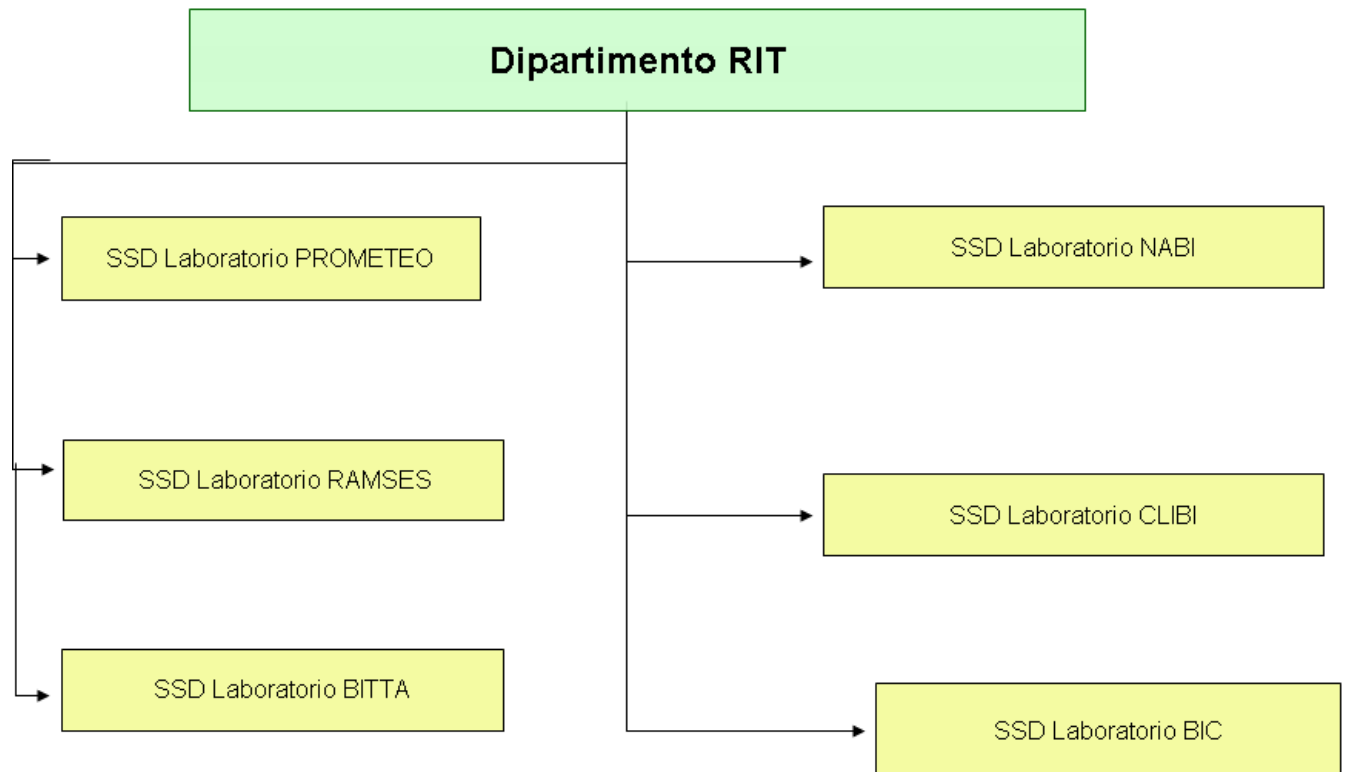 Dipartimento RIT
SSD Laboratorio PROMETEO
SSD Laboratorio NABI
SSD Laboratorio RAMSES
SSD Laboratorio CLIBI
SSD Laboratorio BITTA
SSD Laboratorio BIC